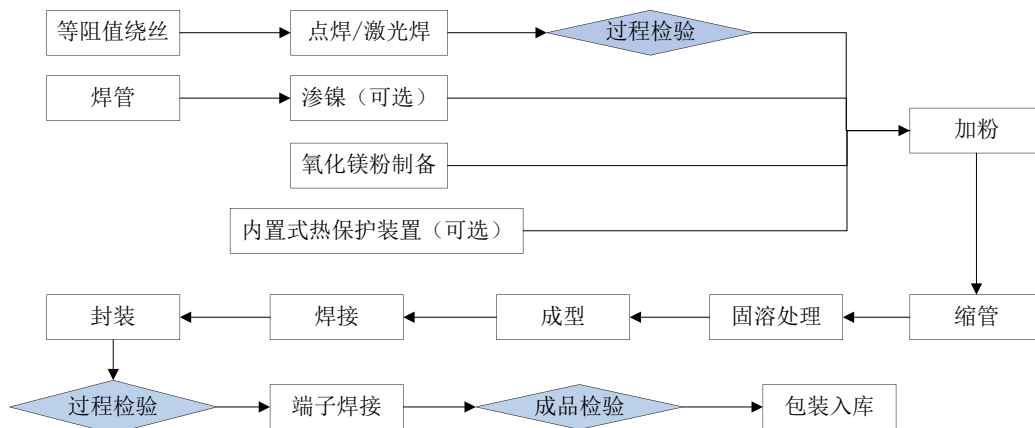 等阻值绕丝
点焊/激光焊
过程检验
焊管
渗镍（可选）
加粉
氧化镁粉制备
内置式热保护装置（可选）
封装
焊接
成型
固溶处理
缩管
过程检验
端子焊接
成品检验
包装入库